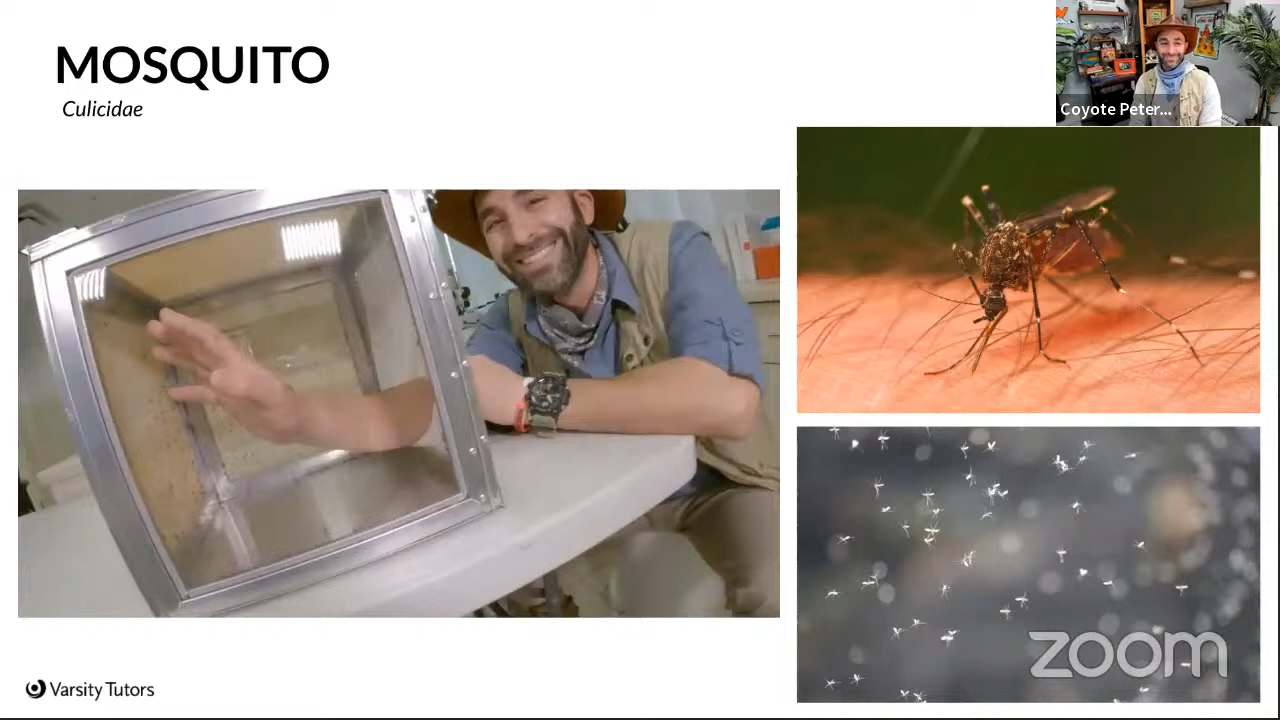 MOSQUITO
Culicidae
Coyote Peter...
Varsity Tutors
zoom